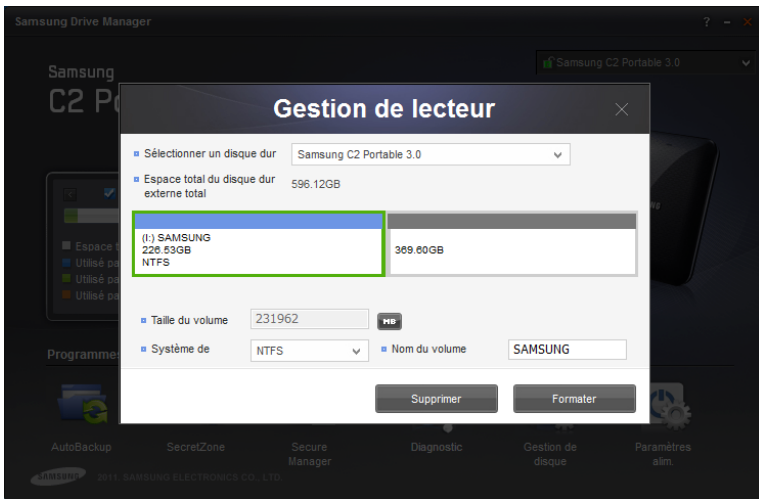 Samsung Drive Manager
?
Samsung C2 Portable 3.0
Samsung
C2 P
Gestion de lecteur
Sélectionner un disque dur
Samsung C2 Portable 3.0
Espace total du disque dur
externe total
596.12GB
(I:) SAMSUNG
226.53GB
NTFS
369.60GB
Espace t
Utilisé pa
Utilisé pa
Utilisé pa
Taille du volume
231962
MB
Système de
NTFS
Nom du volume
SAMSUNG
Programme
Supprimer
Formater
AutoBackup
SecretZone
Secure
Manager
Diagnostic
Gestion de
disque
Paramètres
alim.
SAMSUNG 2011. SAMSUNG ELECTRONICS CO., LTD.